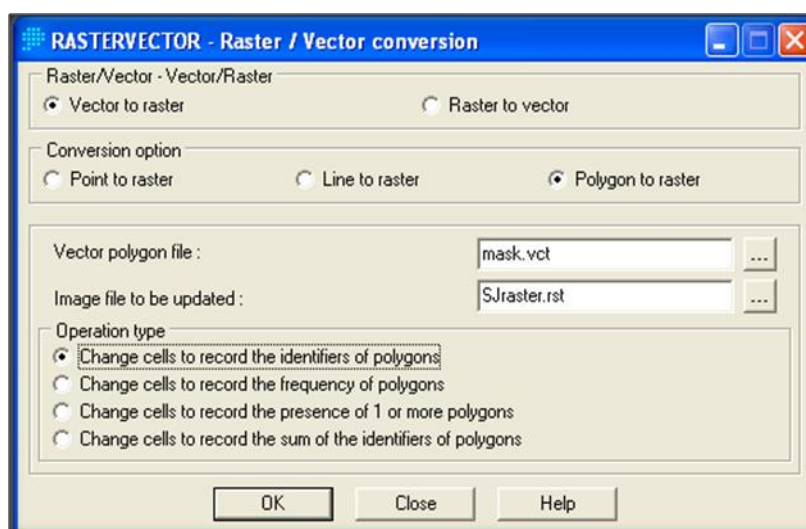 RASTERVECTOR - Raster / Vector conversion
Raster/Vector - Vector/Raster
Vector to raster
Raster to vector
Conversion option
Point to raster
Line to raster
Polygon to raster
Vector polygon file :
mask.vct
...
Image file to be updated :
SJraster.rst
...
Operation type
Change cells to record the identifiers of polygons
Change cells to record the frequency of polygons
Change cells to record the presence of 1 or more polygons
Change cells to record the sum of the identifiers of polygons
OK
Close
Help